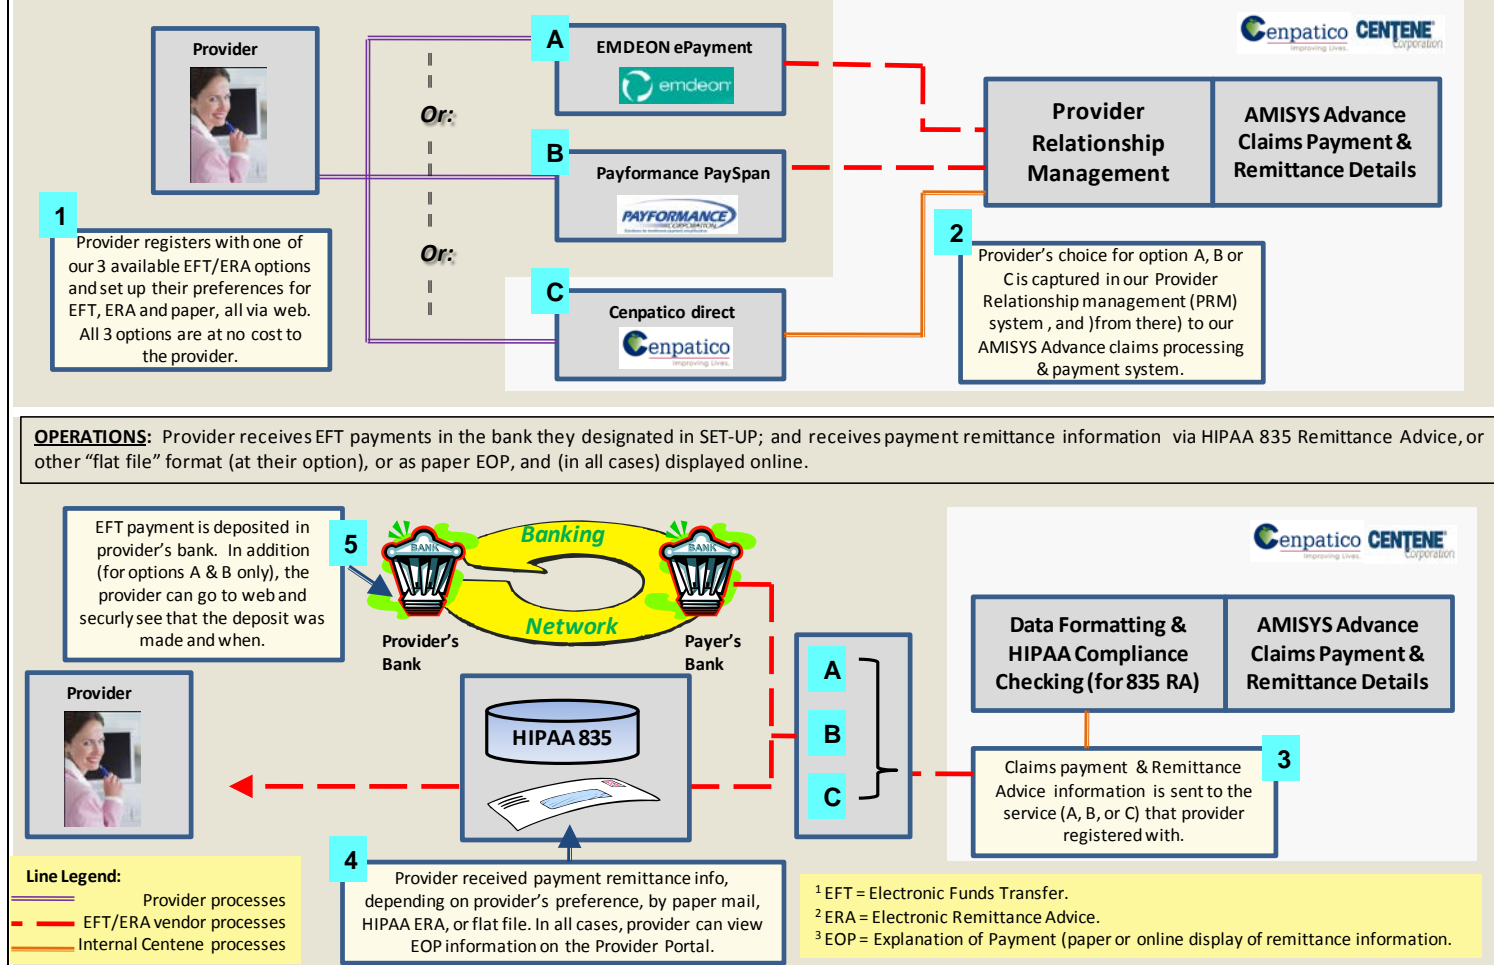 Provider
A
EMDEON ePayment
emdeon
Cenpatico
Improving Lives.
CENTENE®
Corporation
Or:
B
Payformance PaySpan
PAYFORMANCE
CORPORATION
Provider
Relationship
Management
AMISYS Advance
Claims Payment &
Remittance Details
1
Provider registers with one of
our 3 available EFT/ERA options
and set up their preferences for
EFT, ERA and paper, all via web.
All 3 options are at no cost to
the provider.
Or:
C
Cenpatico direct
Cenpatico
Improving Lives.
2
Provider's choice for option A, B or
C is captured in our Provider
Relationship management (PRM)
system , and )from there) to our
AMISYS Advance claims processing
& payment system.
OPERATIONS: Provider receives EFT payments in the bank they designated in SET-UP; and receives payment remittance information via HIPAA 835 Remittance Advice, or
other “flat file” format (at their option), or as paper EOP, and (in all cases) displayed online.
EFT payment is deposited in
provider's bank. In addition
(for options A & B only), the
provider can go to web and
securly see that the deposit was
made and when.
5
BANK
Banking
Network
BANK
Provider's
Bank
Payer's
Bank
Cenpatico
Improving Lives.
CENTENE®
Corporation
Data Formatting &
HIPAA Compliance
Checking (for 835 RA)
AMISYS Advance
Claims Payment &
Remittance Details
A
B
C
Provider
HIPAA 835
3
Claims payment & Remittance
Advice information is sent to the
service (A, B, or C) that provider
registered with.
4
Provider received payment remittance info,
depending on provider's preference, by paper mail,
HIPAA ERA, or flat file. In all cases, provider can view
EOP information on the Provider Portal.
Line Legend:
Provider processes
EFT/ERA vendor processes
Internal Centene processes
1 EFT = Electronic Funds Transfer.
2 ERA = Electronic Remittance Advice.
3 EOP = Explanation of Payment (paper or online display of remittance information.